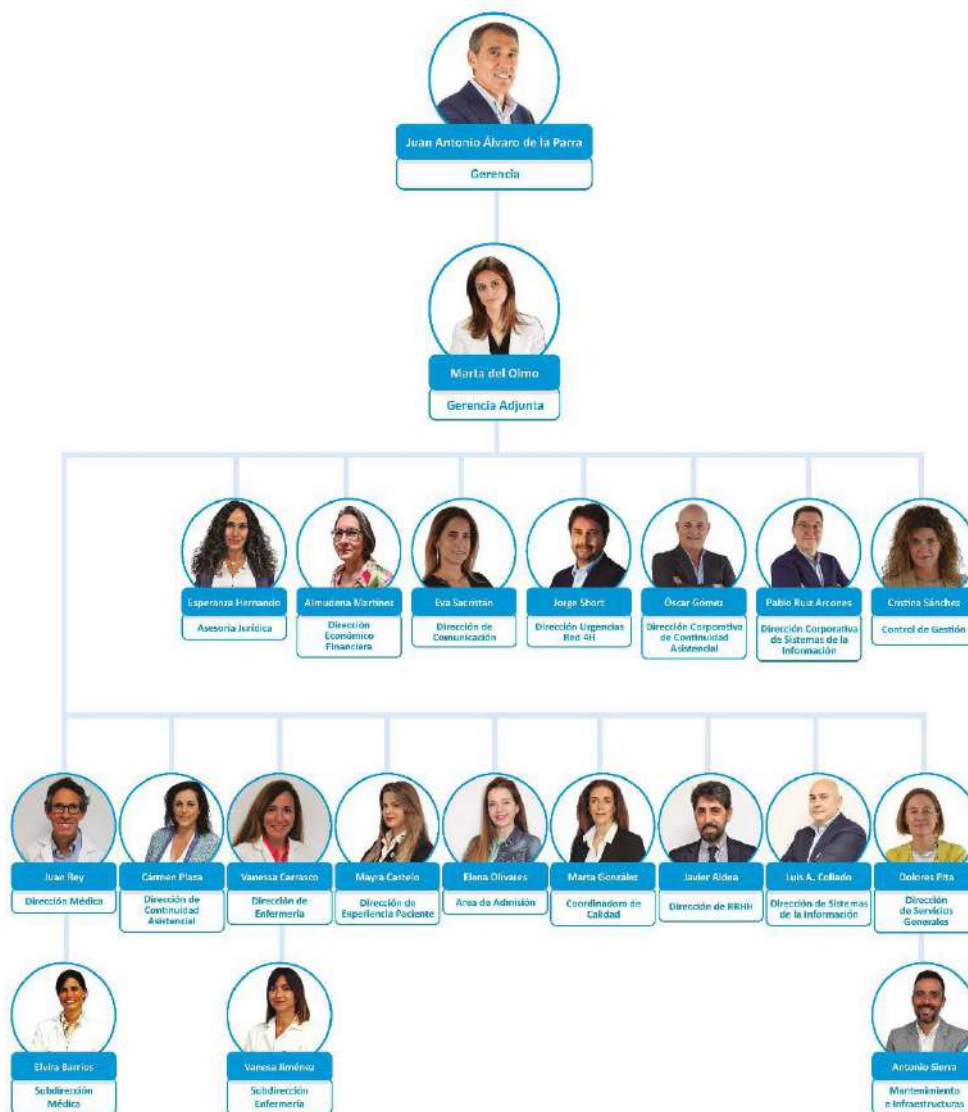 Juan Antonio Álvaro de la Parra
Gerencia
Marta del Olmo
Gerencia Adjunta
Esperanza Hernando
Asesoría Jurídica
Almudena Martínez
Dirección
Económico
Financiera
Eva Sacristán
Dirección de
Comunicación
Jorge Short
Dirección Urgencias
Red 4H
Óscar Gómez
Dirección Corporativa
de Continuidad
Asistencial
Pablo Ruiz Arcones
Dirección Corporativa
de Sistemas de la
Información
Cristina Sánchez
Control de Gestión
Juan Rey
Dirección Médica
Cármen Plaza
Dirección de
Continuidad
Asistencial
Vanessa Carrasco
Dirección de
Enfermería
Mayra Castelo
Dirección de
Experiencia Paciente
Elena Olivares
Area de Admisión
Marta González
Coordinadora de
Calidad
Javier Aldea
Dirección de RRHH
Luis A. Collado
Dirección de Sistemas
de la Información
Dolores Pita
Dirección
de Servicios
Generales
Elvira Barrios
Subdirección
Médica
Vanesa Jiménez
Subdirección
Enfermería
Antonio Sierra
Mantenimiento
e Infraestructuras